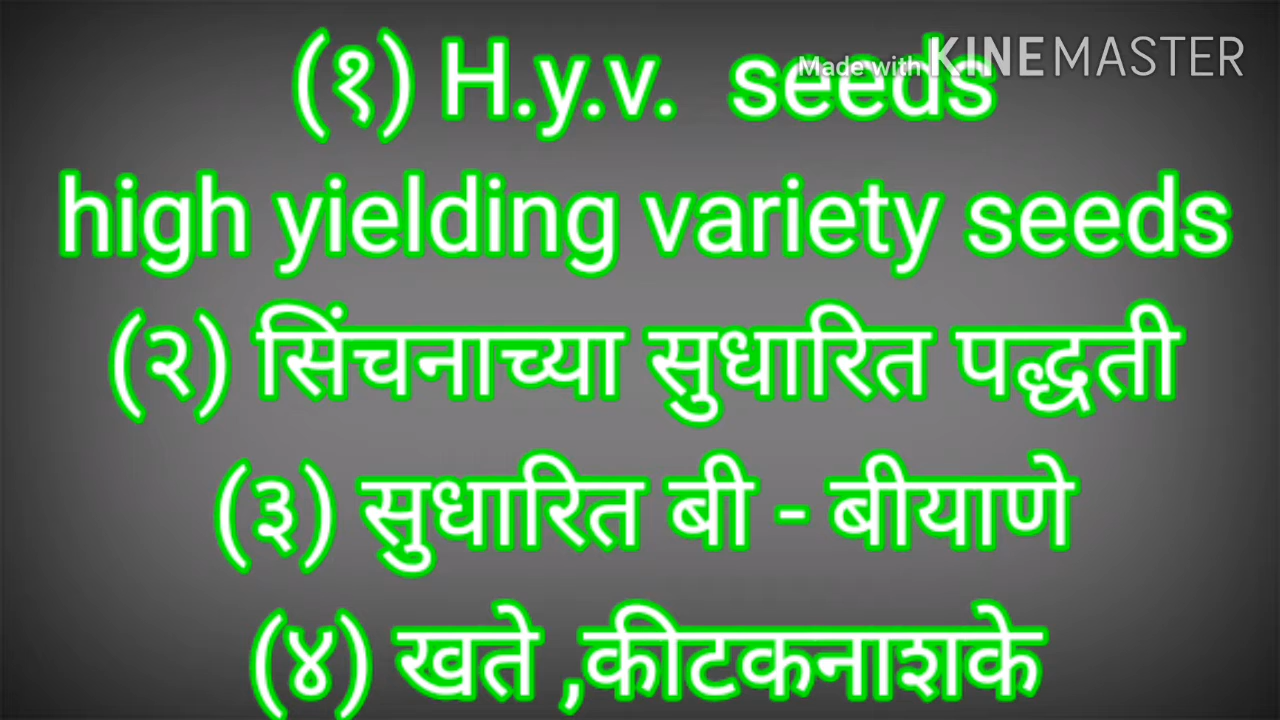 (१) H.y.v. seeds
Made with KINEMASTER
high yielding variety seeds
(२) सिंचनाच्या सुधारित पद्धती
(३) सुधारित बी - बीयाणे
(४) खते ,कीटकनाशके